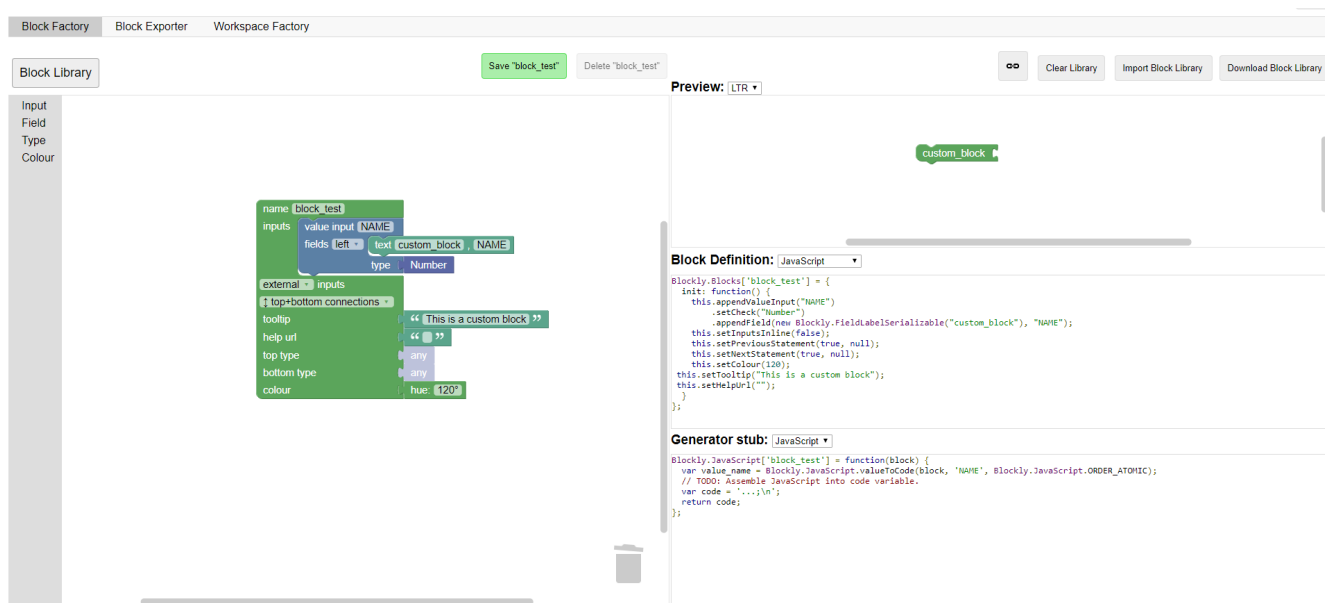 Block Factory Block Exporter Workspace Factory
Block Library Save "block_test" Delete "block_test" Clear Library Import Block Library Download Block Library
Input
Field
Type
Colour
name block_test
inputs value input NAME
fields left text custom_block , NAME
type Number
external inputs
↕ top+bottom connections
tooltip “ This is a custom block ”
help url “ ”
top type any
bottom type any
colour hue: 120°
Preview: LTR
custom_block
Block Definition: JavaScript
Blockly.Blocks['block_test'] = {
  init: function() {
    this.appendValueInput("NAME")
        .setCheck("Number")
        .appendField(new Blockly.FieldLabelSerializable("custom_block"), "NAME");
    this.setInputsInline(false);
    this.setPreviousStatement(true, null);
    this.setNextStatement(true, null);
    this.setColour(120);
 this.setTooltip("This is a custom block");
 this.setHelpUrl("");
  }
};
Generator stub: JavaScript
Blockly.JavaScript['block_test'] = function(block) {
  var value_name = Blockly.JavaScript.valueToCode(block, 'NAME', Blockly.JavaScript.ORDER_ATOMIC);
  // TODO: Assemble JavaScript into code variable.
  var code = '...;\n';
  return code;
};